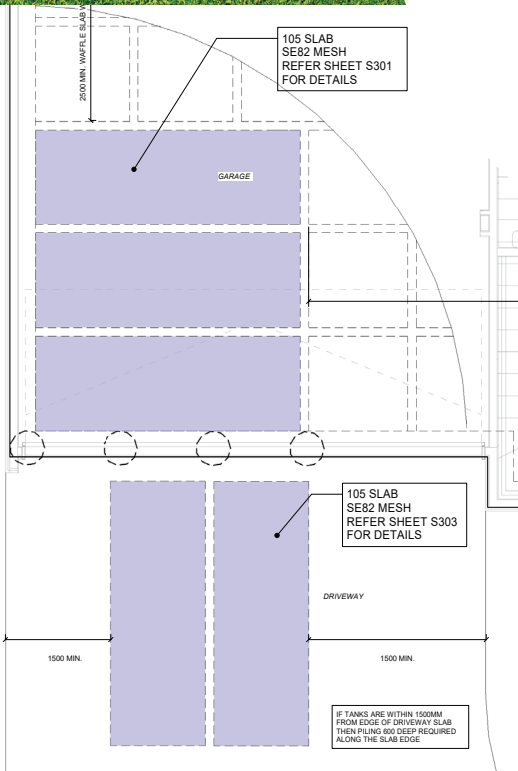 2500 MIN. WAFFLE SLAB
105 SLAB
SE82 MESH
REFER SHEET S301
FOR DETAILS
GARAGE
105 SLAB
SE82 MESH
REFER SHEET S303
FOR DETAILS
DRIVEWAY
1500 MIN.
1500 MIN.
IF TANKS ARE WITHIN 1500MM
FROM EDGE OF DRIVEWAY SLAB
THEN PILING 600 DEEP REQUIRED
ALONG THE SLAB EDGE